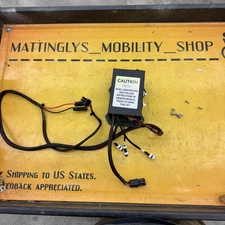 MATTINGLYS_MOBILITY_SHOP
CAUTION
SHIPPING TO US STATES.
EDBACK APPRECIATED.